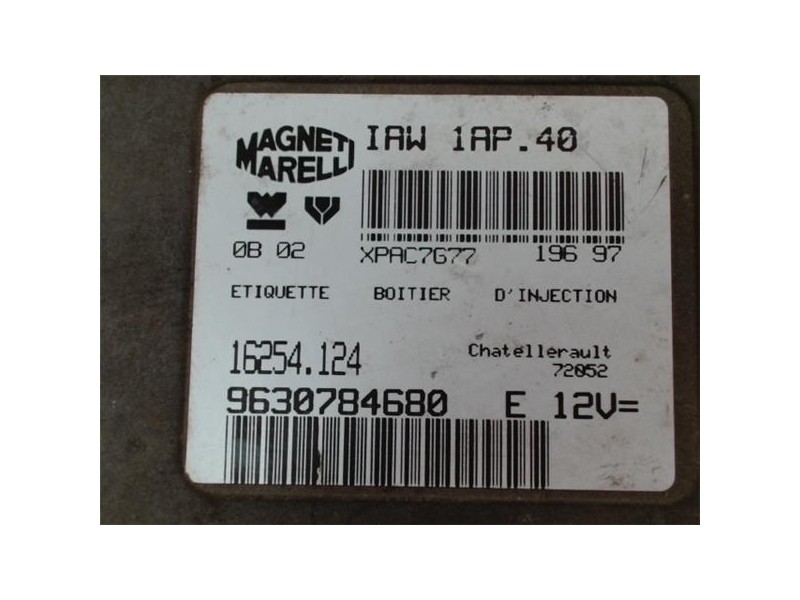 MAGNETI
MARELLI
IAW 1AP.40
0B 02 XPAC7G77 196 97
ETIQUETTE BOITIER D'INJECTION
16254.124
Chatellerault
72052
9630784680 E 12V=